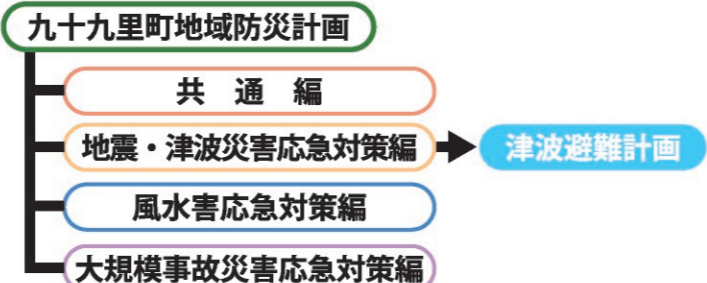 九十九里町地域防災計画
共　通　編
地震・津波災害応急対策編
津波避難計画
風水害応急対策編
大規模事故災害応急対策編